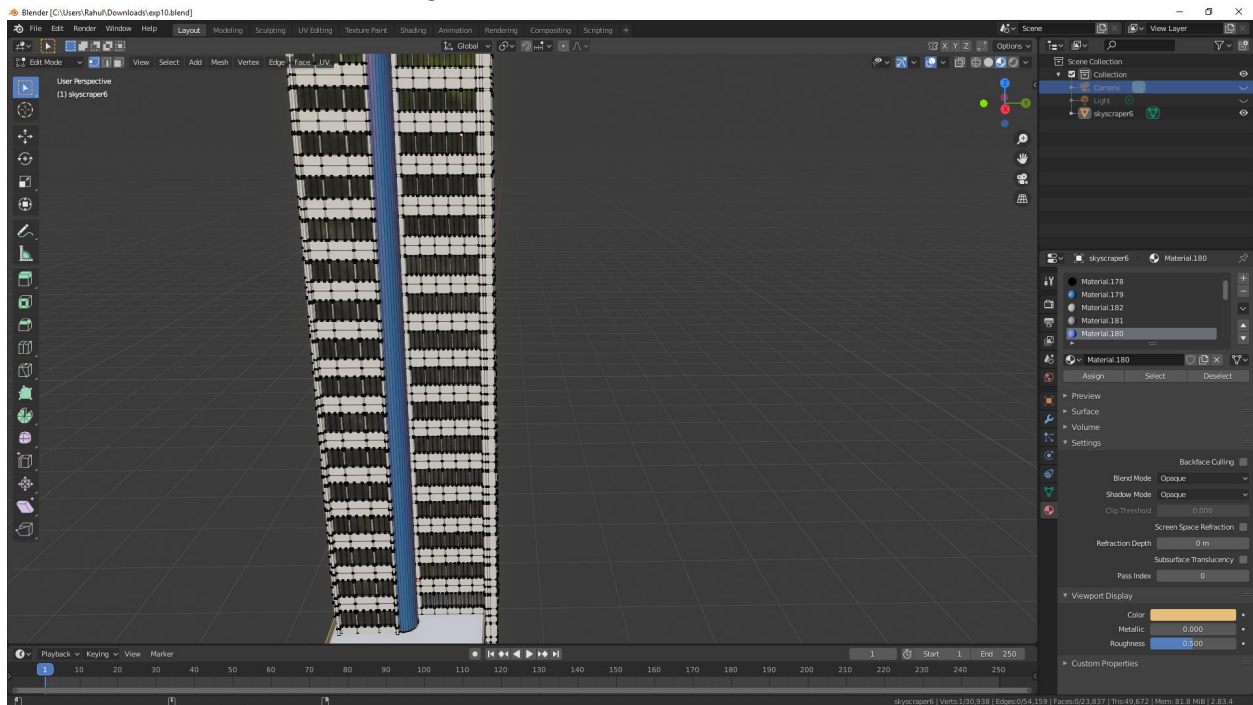 Blender [C:\Users\Rahul\Downloads\exp10.blend]
File Edit Render Window Help Layout Modeling Sculpting UV Editing Texture Paint Shading Animation Rendering Compositing Scripting + Scene View Layer
Global X Y Z Options
Edit Mode View Select Add Mesh Vertex Edge Face UV
User Perspective
(1) skyscraper6
Z
Y
Scene Collection
Collection
Camera
Light
skyscraper6
skyscraper6 Material.180
Material.178
Material.179
Material.182
Material.181
Material.180
Material.180
Assign Select Deselect
Preview
Surface
Volume
Settings
Backface Culling
Blend Mode Opaque
Shadow Mode Opaque
Clip Threshold 0.000
Screen Space Refraction
Refraction Depth 0 m
Subsurface Translucency
Pass Index 0
Viewport Display
Color
Metallic 0.000
Roughness 0.500
Custom Properties
Playback Keying View Marker 1 Start 1 End 250
1 10 20 30 40 50 60 70 80 90 100 110 120 130 140 150 160 170 180 190 200 210 220 230 240 250
skyscraper6 | Verts:1/30,938 | Edges:0/54,159 | Faces:0/23,837 | Tris:49,672 | Mem: 81.8 MiB | 2.83.4